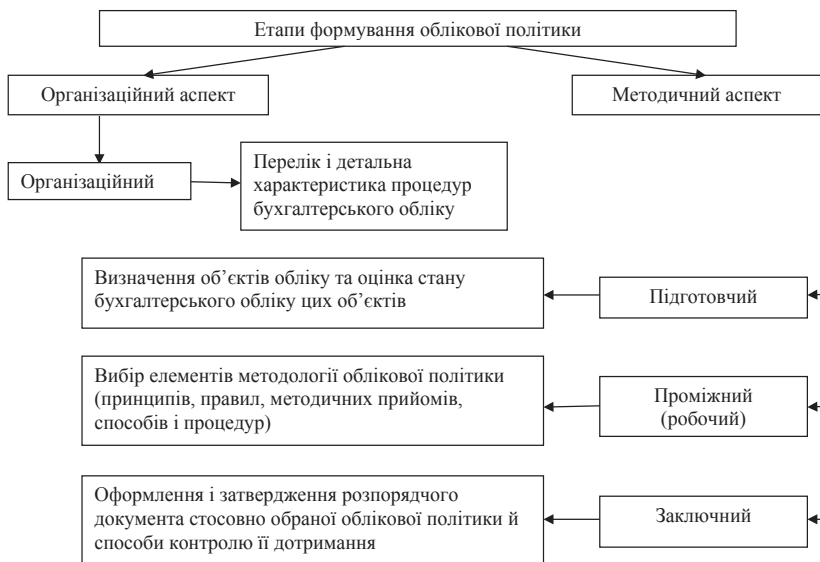 Етапи формування облікової політики
Організаційний аспект
Методичний аспект
Організаційний
Перелік і детальна
характеристика процедур
бухгалтерського обліку
Визначення об’єктів обліку та оцінка стану
бухгалтерського обліку цих об’єктів
Підготовчий
Вибір елементів методології облікової політики
(принципів, правил, методичних прийомів,
способів і процедур)
Проміжний
(робочий)
Оформлення і затвердження розпорядчого
документа стосовно обраної облікової політики й
способи контролю її дотримання
Заключний